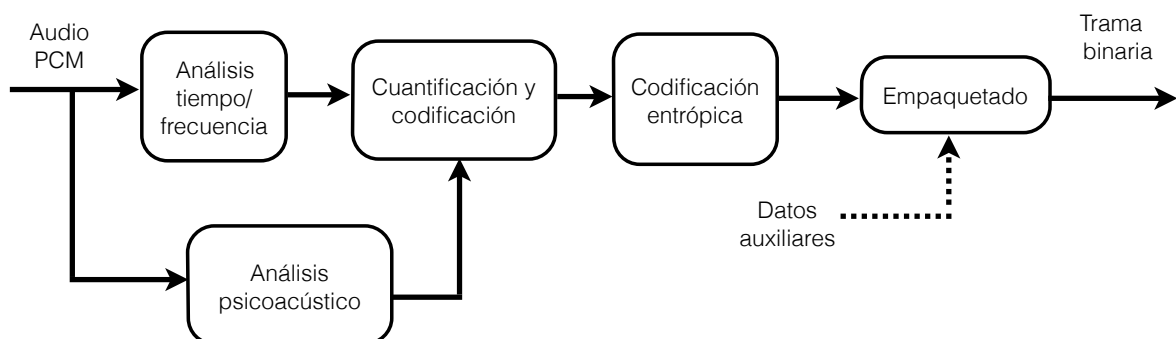 Audio
PCM
Análisis
tiempo/
frecuencia
Cuantificación y
codificación
Codificación
entrópica
Empaquetado
Trama
binaria
Datos
auxiliares
Análisis
psicoacústico